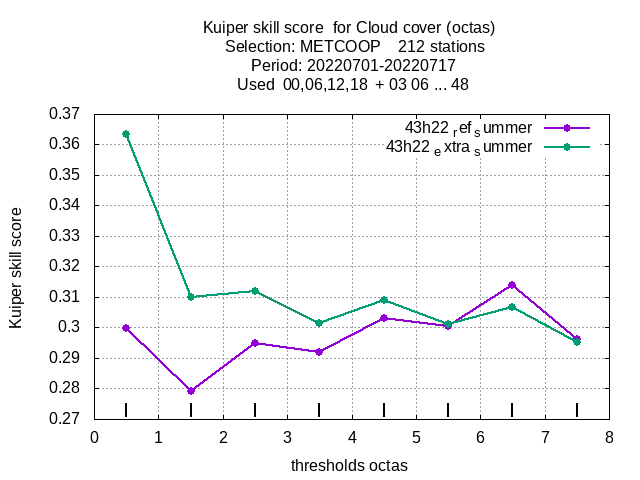 Kuiper skill score  for Cloud cover (octas)
Selection: METCOOP    212 stations
Period: 20220701-20220717
Used  00,06,12,18  + 03 06 ... 48
43h22 ref summer
43h22 extra summer
Kuiper skill score
0.37
0.36
0.35
0.34
0.33
0.32
0.31
0.3
0.29
0.28
0.27
0 1 2 3 4 5 6 7 8
thresholds octas